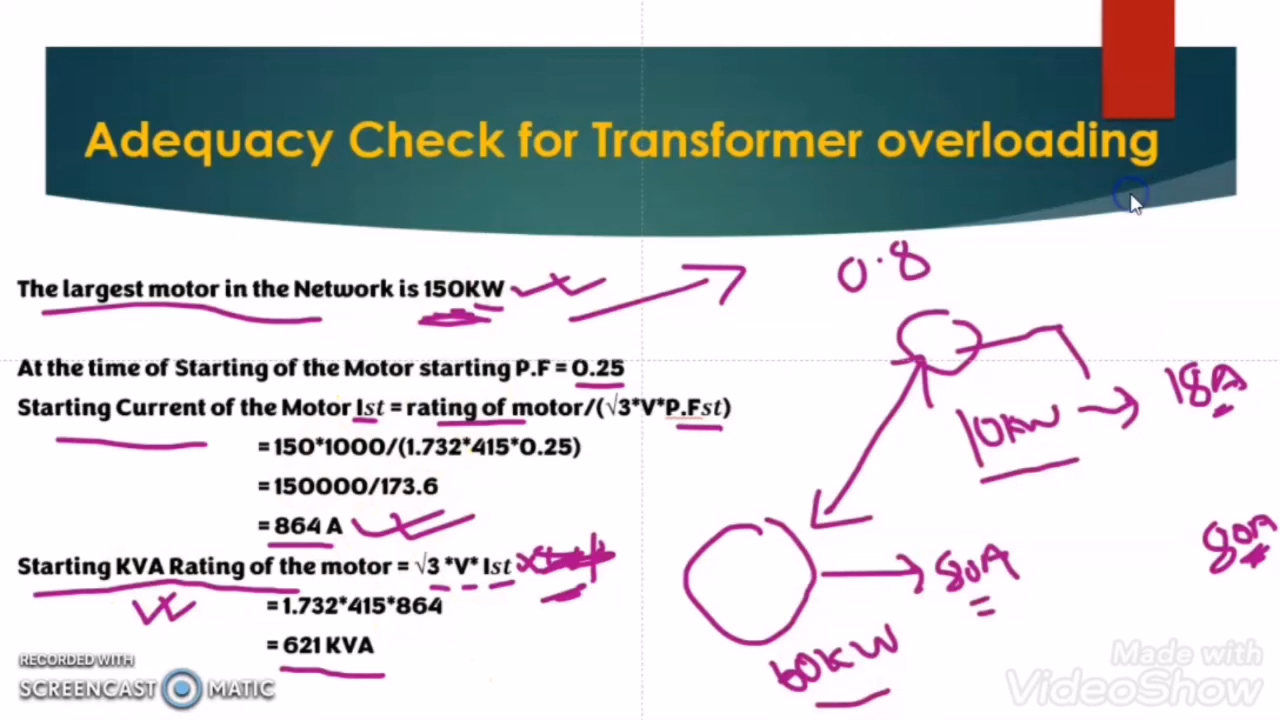 Adequacy Check for Transformer overloading
The largest motor in the Network is 150KW
0.8
At the time of Starting of the Motor starting P.F = 0.25
Starting Current of the Motor Ist = rating of motor/(√3*V*P.Fst)
= 150*1000/(1.732*415*0.25)
= 150000/173.6
= 864 A
Starting KVA Rating of the motor = √3 *V* Ist
= 1.732*415*864
= 621 KVA
10KW
18A
80A
80A
60KW
RECORDED WITH
SCREENCAST MATIC
Made with
VideoShow